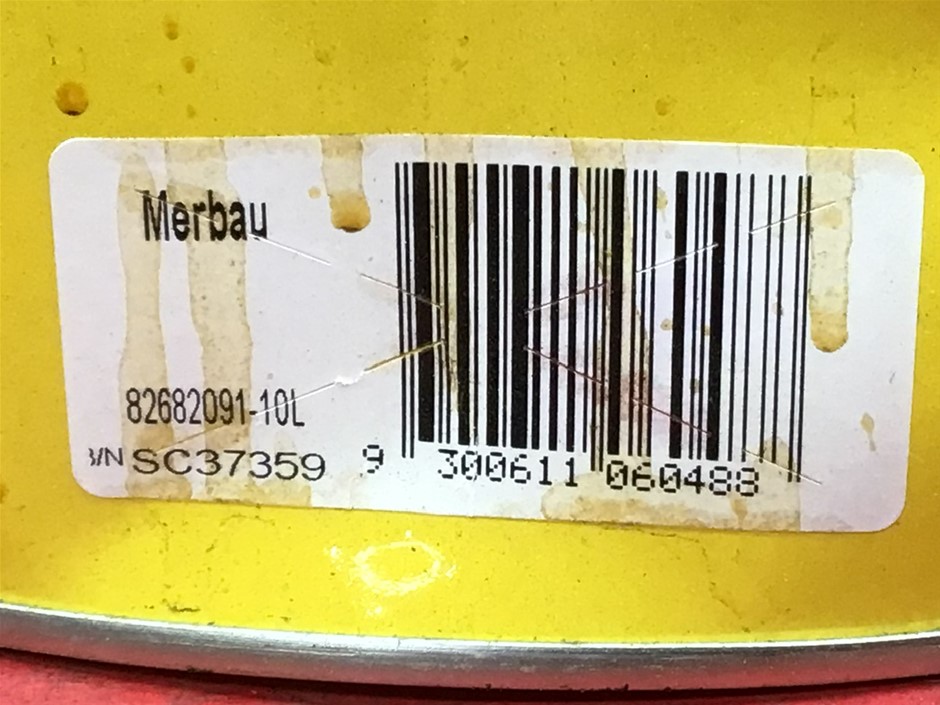 Merbau
82682091-10L
B/N SC37359
9 300611 060488